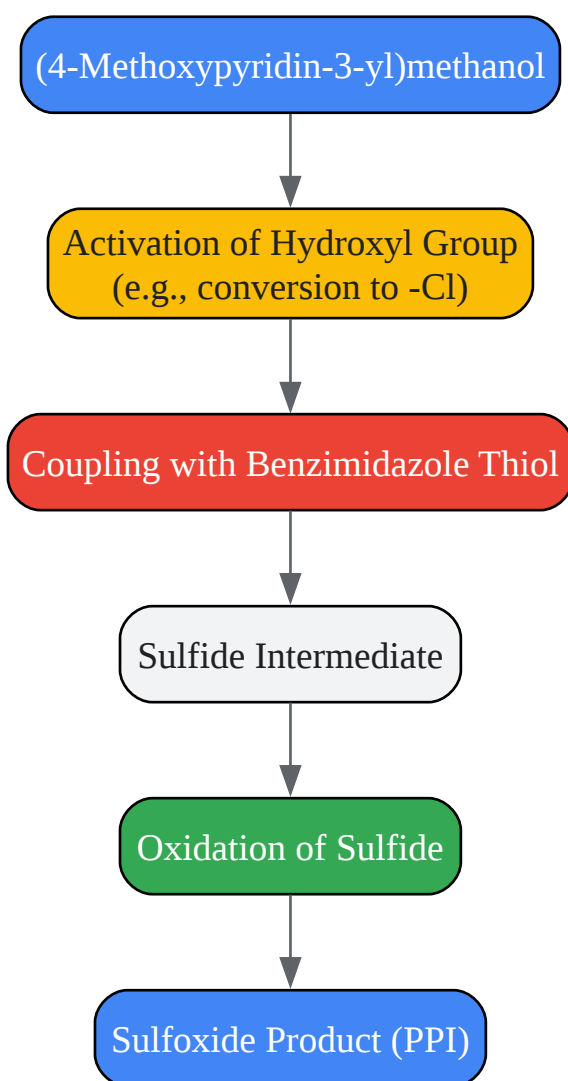 (4-Methoxypyridin-3-yl)methanol
Activation of Hydroxyl Group
(e.g., conversion to -Cl)
Coupling with Benzimidazole Thiol
Sulfide Intermediate
Oxidation of Sulfide
Sulfoxide Product (PPI)